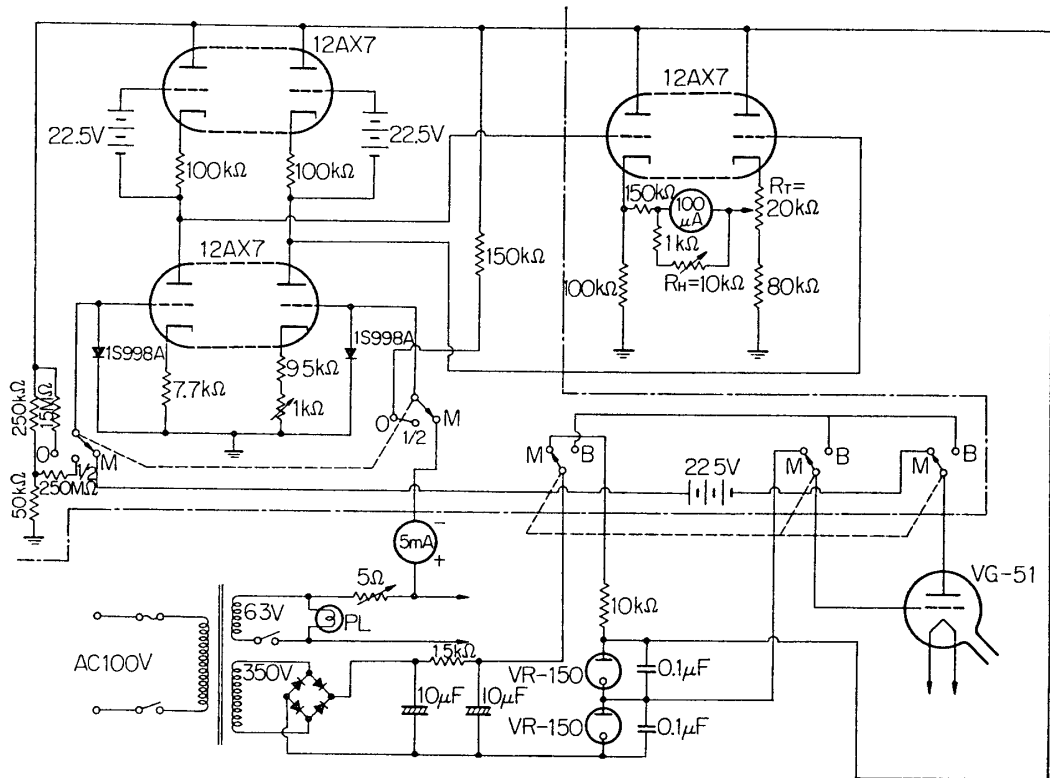 12AX7
22.5V
22.5V
100kΩ
100kΩ
12AX7
150kΩ
100
μA
RT=
20kΩ
1kΩ
RH=10kΩ
100kΩ
80kΩ
12AX7
150kΩ
1S998A
1S998A
7.7kΩ
95kΩ
1kΩ
250kΩ
15MΩ
O
1/2
M
250MΩ
50kΩ
O
1/2
M
M
B
22.5V
M
B
M
B
5mA
−
+
VG-51
5Ω
63V
PL
AC100V
350V
1.5kΩ
10μF
10μF
10kΩ
VR-150
0.1μF
VR-150
0.1μF